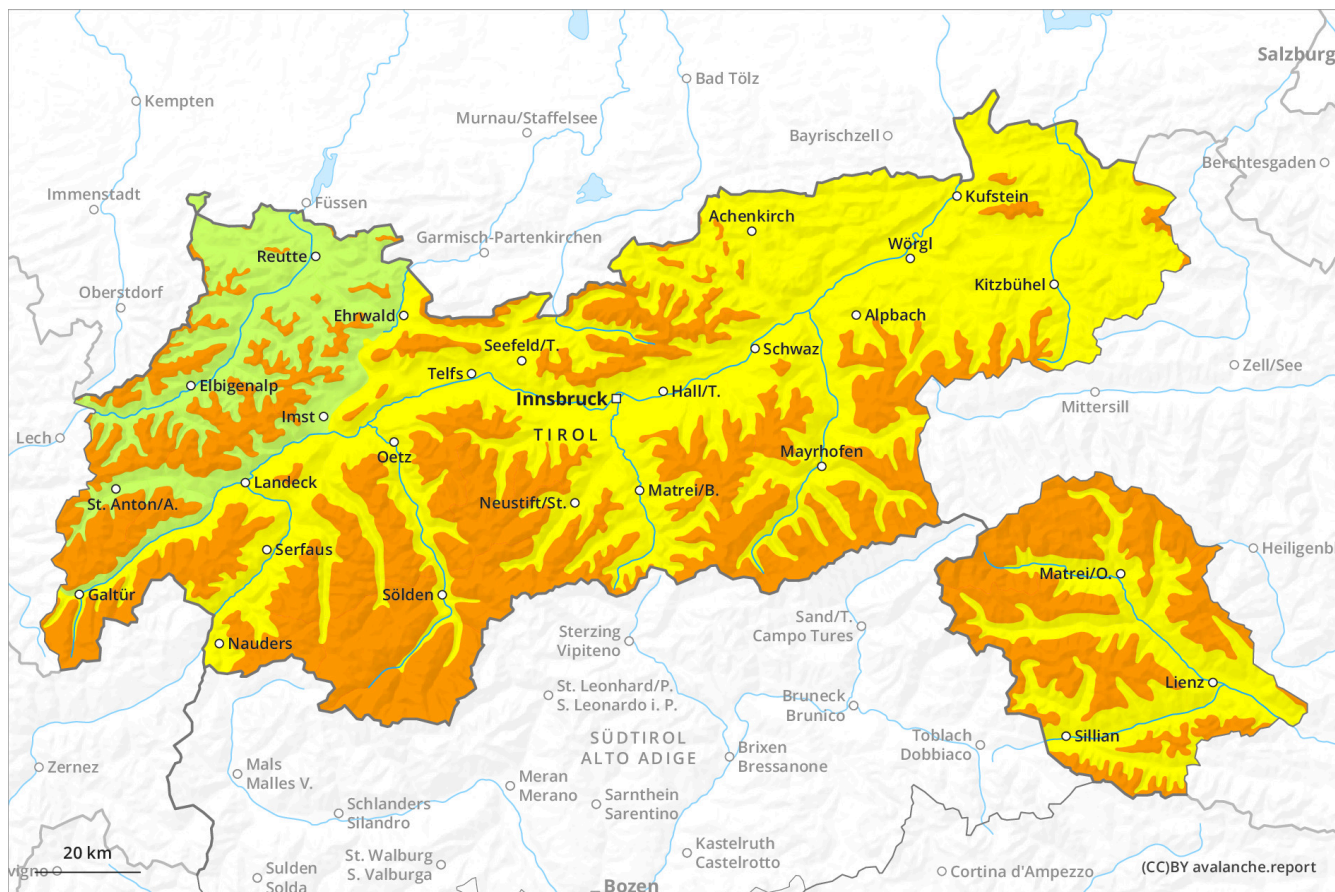 Salzburg
Bad Tölz
Kempten
Murnau/Staffelsee
Bayrischzell
Berchtesgaden
Immenstadt
Füssen
Kufstein
Achenkirch
Garmisch-Partenkirchen
Wörgl
Reutte
Kitzbühel
Oberstdorf
Ehrwald
Alpbach
Seefeld/T.
Schwaz
Zell/See
Telfs
Elbigenalp
Hall/T.
Innsbruck
Mittersill
Imst
Lech
TIROL
Oetz
Mayrhofen
Landeck
Matrei/B.
St. Anton/A.
Neustift/St.
Serfaus
Heiligenb
Matrei/O.
Galtür
Sölden
Sand/T.
Campo Tures
Sterzing
Vipiteno
Nauders
Lienz
St. Leonhard/P.
S. Leonardo i. P.
Bruneck
Brunico
Toblach
Dobbiaco
Sillian
SÜDTIROL
ALTO ADIGE
Brixen
Bressanone
Zernez
Mals
Malles V.
Meran
Merano
Sarnthein
Sarentino
Schlanders
Silandro
Kastelruth
Castelrotto
20 km
St. Walburg
S. Valburga
vigno
Sulden
Solda
Cortina d'Ampezzo
(CC)BY avalanche.report
Bozen